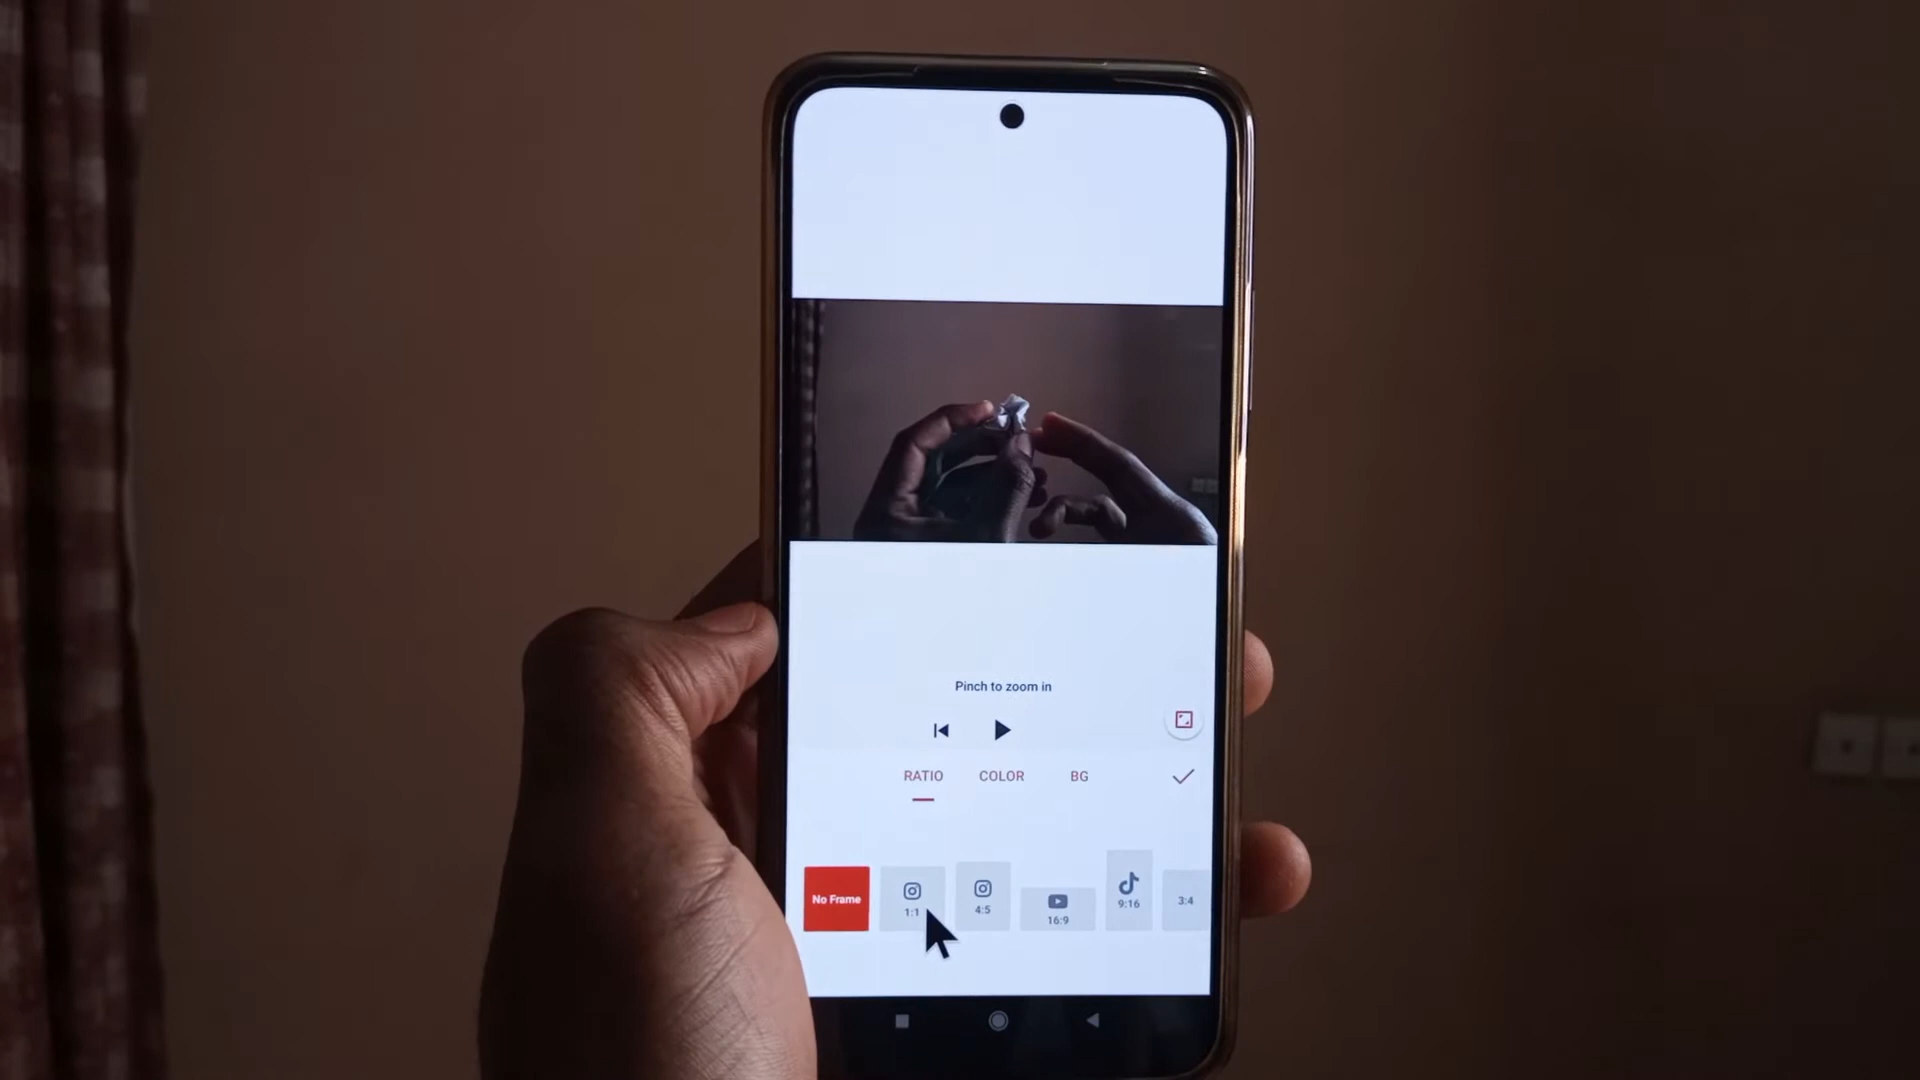 Pinch to zoom in
RATIO COLOR BG
No Frame
1:1
4:5
16:9
9:16
3:4